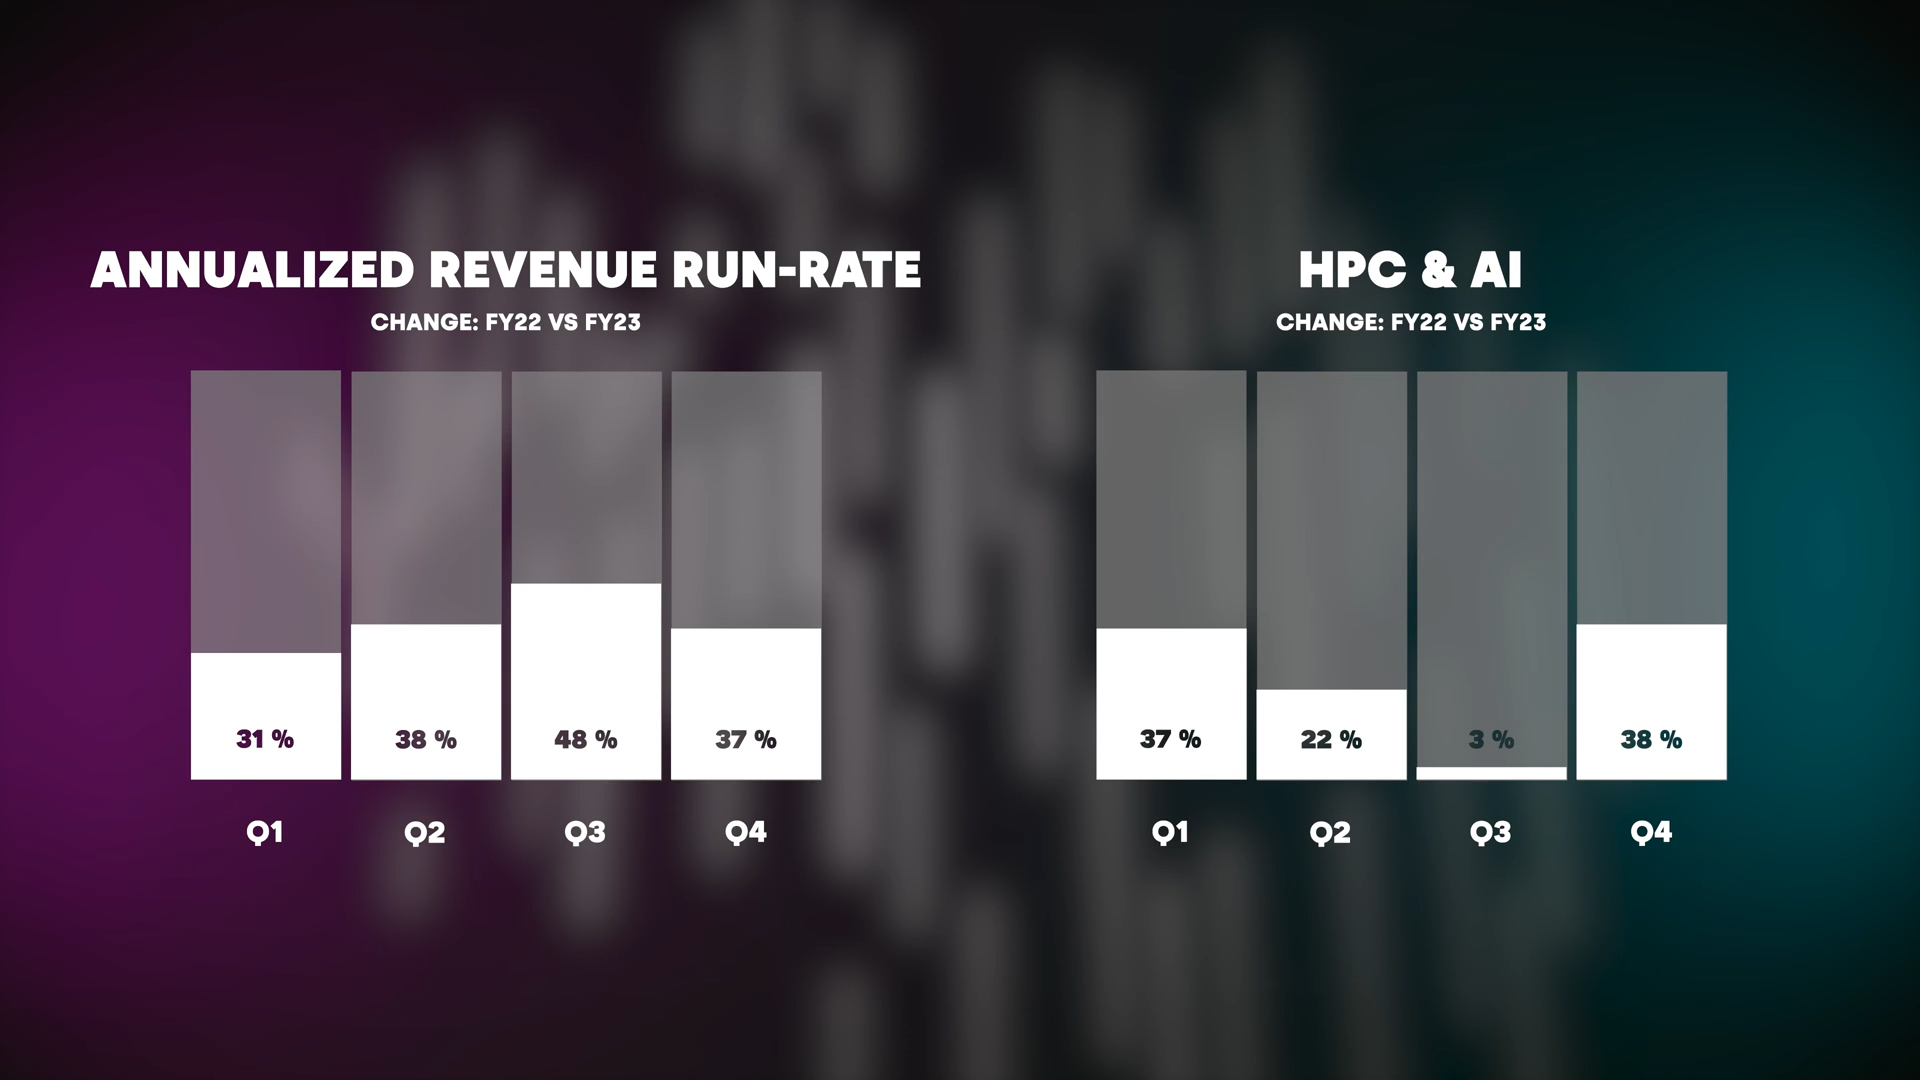 ANNUALIZED REVENUE RUN-RATE
CHANGE: FY22 VS FY23
31 % 38 % 48 % 37 %
Q1 Q2 Q3 Q4
HPC & AI
CHANGE: FY22 VS FY23
37 % 22 % 3 % 38 %
Q1 Q2 Q3 Q4